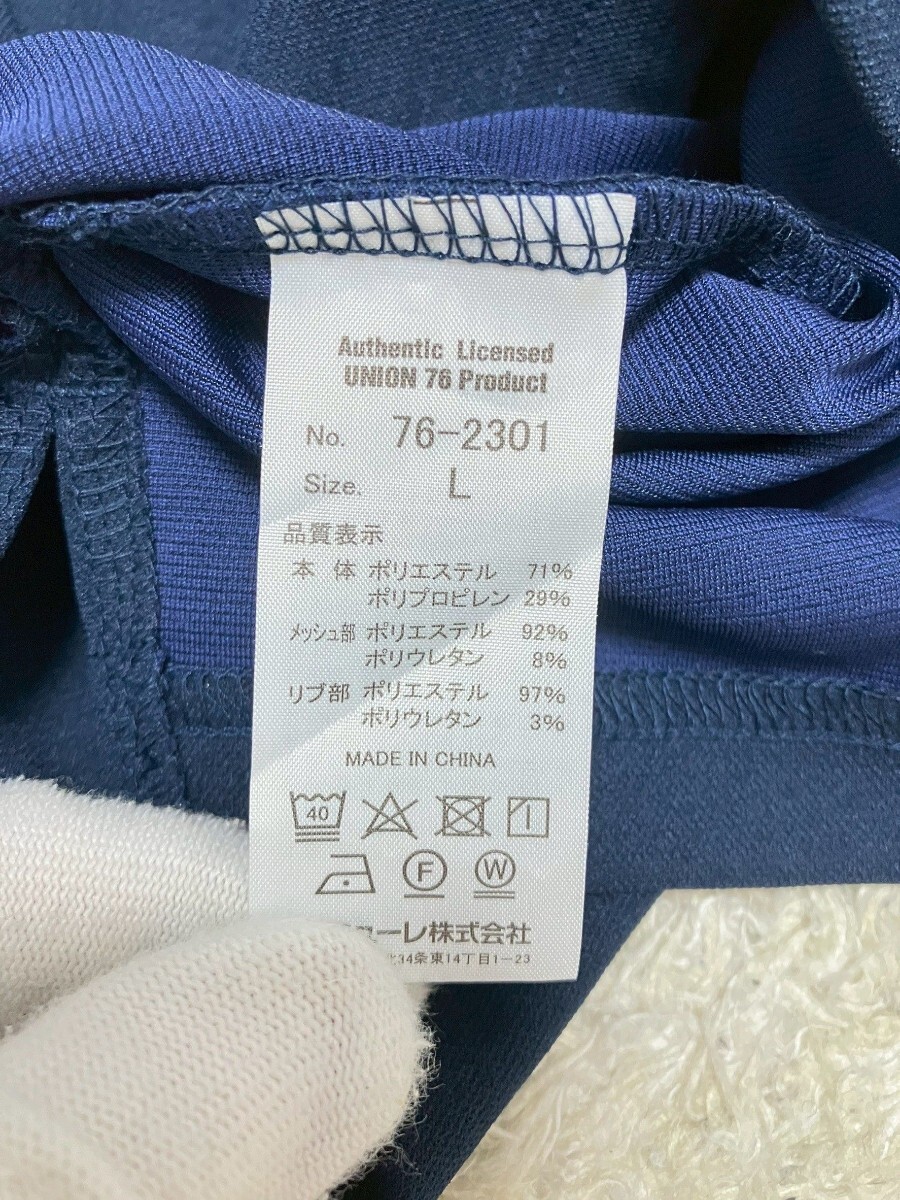 Authentic Licensed
UNION 76 Product
No. 76-2301
Size. L
品質表示
本体 ポリエステル 71%
ポリプロピレン 29%
メッシュ部 ポリエステル 92%
ポリウレタン 8%
リブ部 ポリエステル 97%
ポリウレタン 3%
MADE IN CHINA
40
F W
ューレ株式会社
34条東14丁目1-23